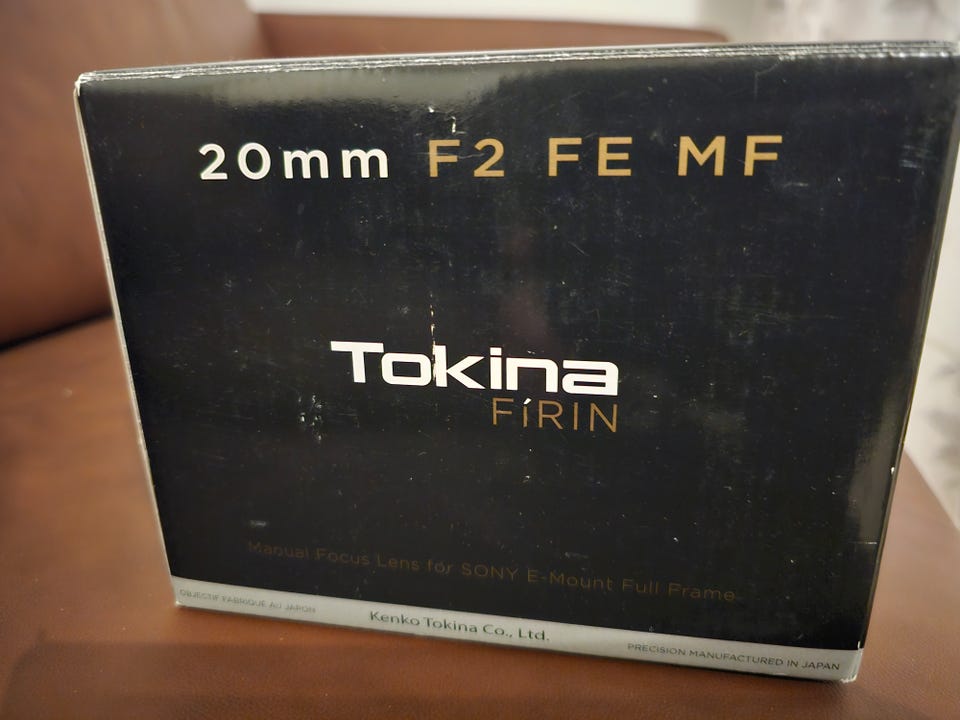 20mm F2 FE MF
Tokina
FíRIN
Manual Focus Lens for SONY E-Mount Full Frame
OBJECTIF FABRIQUÉ AU JAPON
Kenko Tokina Co., Ltd.
PRECISION MANUFACTURED IN JAPAN